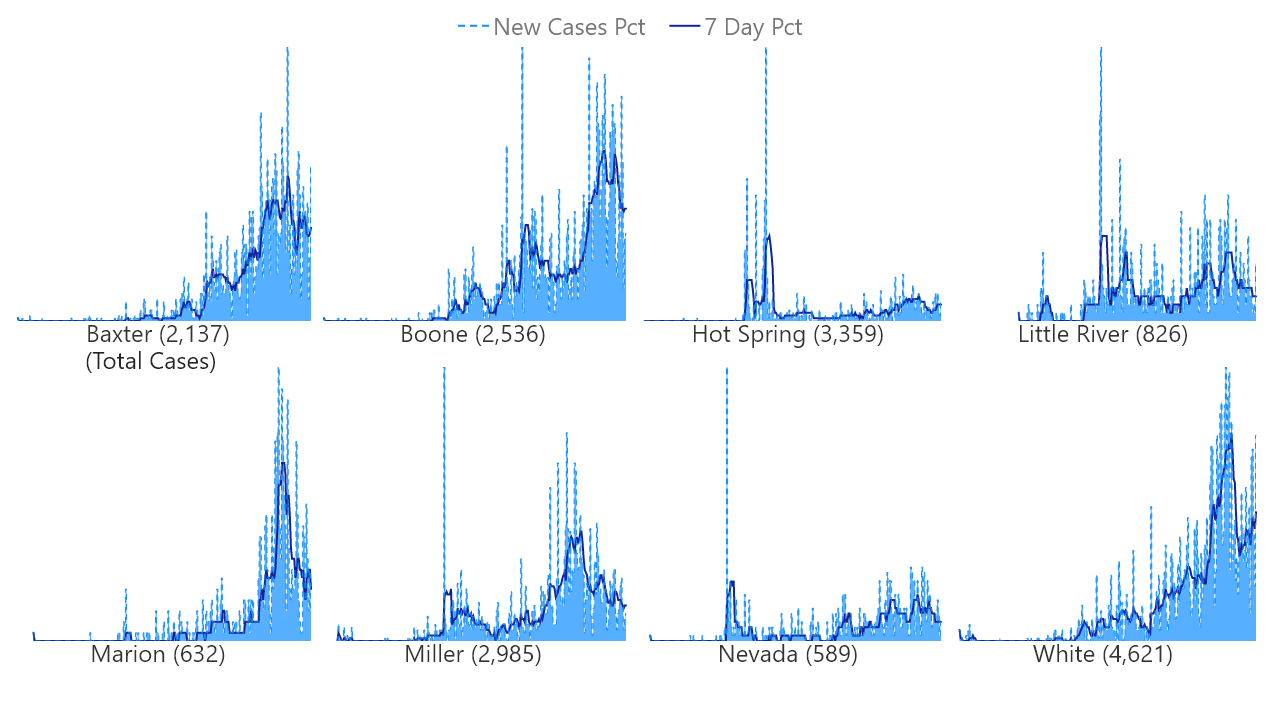 New Cases Pct 7 Day Pct
Baxter (2,137)
(Total Cases)
Boone (2,536)
Hot Spring (3,359)
Little River (826)
Marion (632)
Miller (2,985)
Nevada (589)
White (4,621)